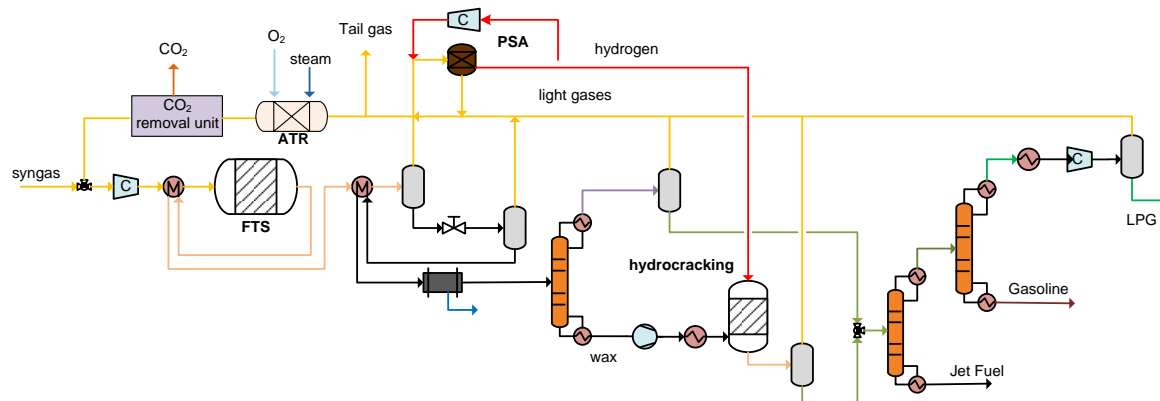 Tail gas
C
PSA
hydrogen
O2
CO2
steam
light gases
CO2
removal unit
ATR
syngas
C
M
FTS
M
C
LPG
hydrocracking
Gasoline
wax
Jet Fuel